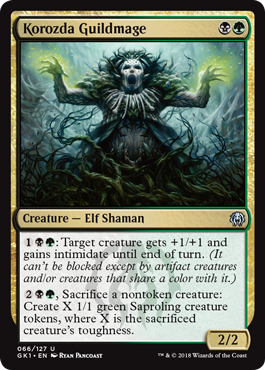 Korozda Guildmage
Creature — Elf Shaman
1: Target creature gets +1/+1 and
gains intimidate until end of turn. (It
can't be blocked except by artifact creatures
and/or creatures that share a color with it.)
2, Sacrifice a nontoken creature:
Create X 1/1 green Saproling creature
tokens, where X is the sacrificed
creature's toughness.
2/2
066/127 U
GK1 • EN RYAN PANCOAST
™ & © 2018 Wizards of the Coast